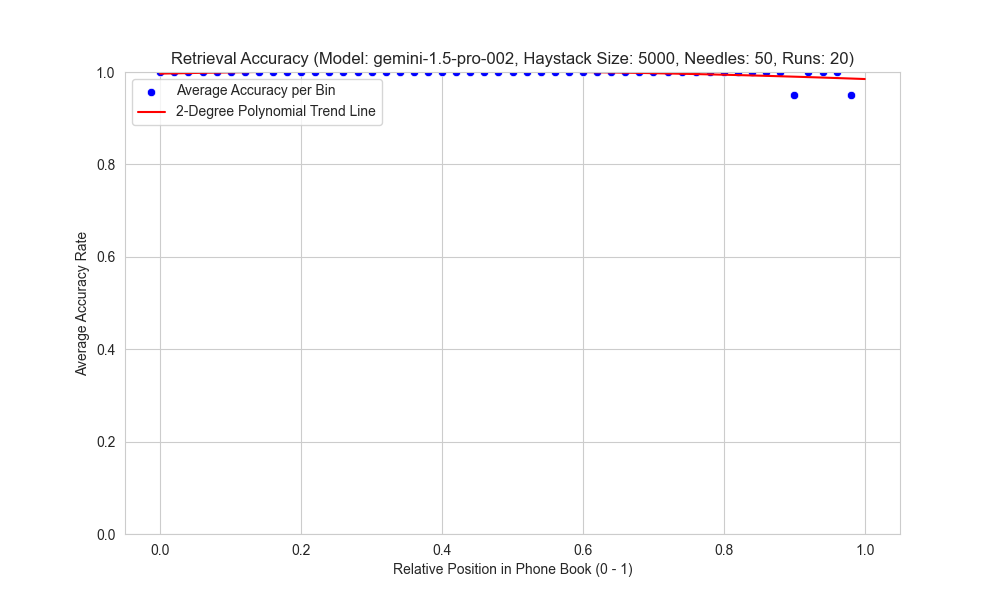 Retrieval Accuracy (Model: gemini-1.5-pro-002, Haystack Size: 5000, Needles: 50, Runs: 20)
1.0
Average Accuracy per Bin
2-Degree Polynomial Trend Line
0.8
0.6
0.4
0.2
0.0
Average Accuracy Rate
0.0 0.2 0.4 0.6 0.8 1.0
Relative Position in Phone Book (0 - 1)